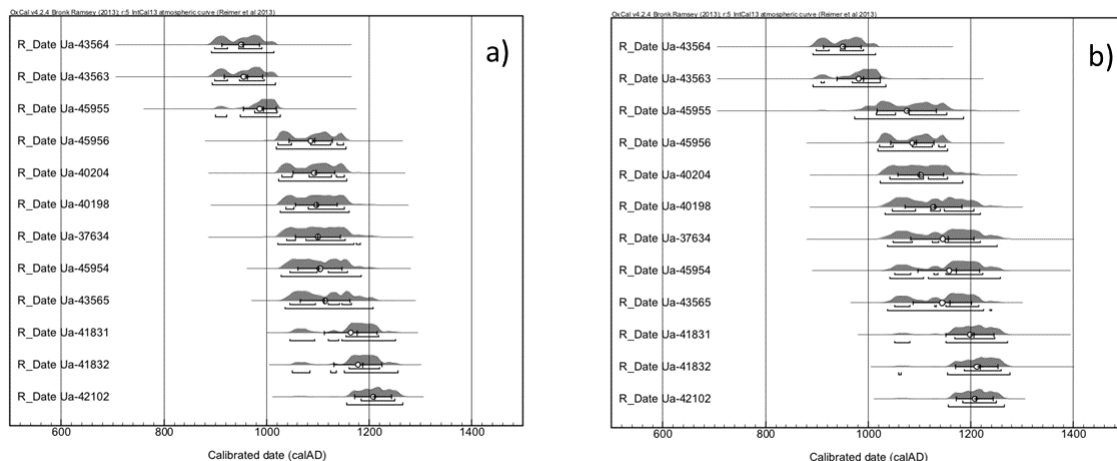 OxCal v4.2.4 Bronk Ramsey (2013); r:5 IntCal13 atmospheric curve (Reimer et al 2013)
a)
R_Date Ua-43564
R_Date Ua-43563
R_Date Ua-45955
R_Date Ua-45956
R_Date Ua-40204
R_Date Ua-40198
R_Date Ua-37634
R_Date Ua-45954
R_Date Ua-43565
R_Date Ua-41831
R_Date Ua-41832
R_Date Ua-42102
600 800 1000 1200 1400
Calibrated date (calAD)
OxCal v4.2.4 Bronk Ramsey (2013); r:5 IntCal13 atmospheric curve (Reimer et al 2013)
b)
R_Date Ua-43564
R_Date Ua-43563
R_Date Ua-45955
R_Date Ua-45956
R_Date Ua-40204
R_Date Ua-40198
R_Date Ua-37634
R_Date Ua-45954
R_Date Ua-43565
R_Date Ua-41831
R_Date Ua-41832
R_Date Ua-42102
600 800 1000 1200 1400
Calibrated date (calAD)